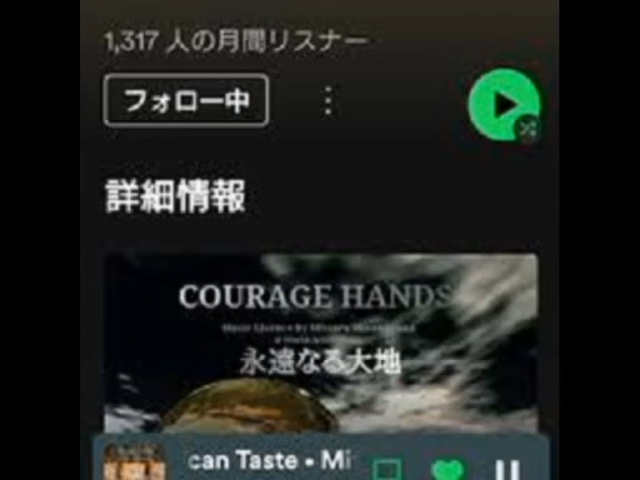 1,317 人の月間リスナー
フォロー中
詳細情報
COURAGE HANDS
永遠なる大地
can Taste • Mi